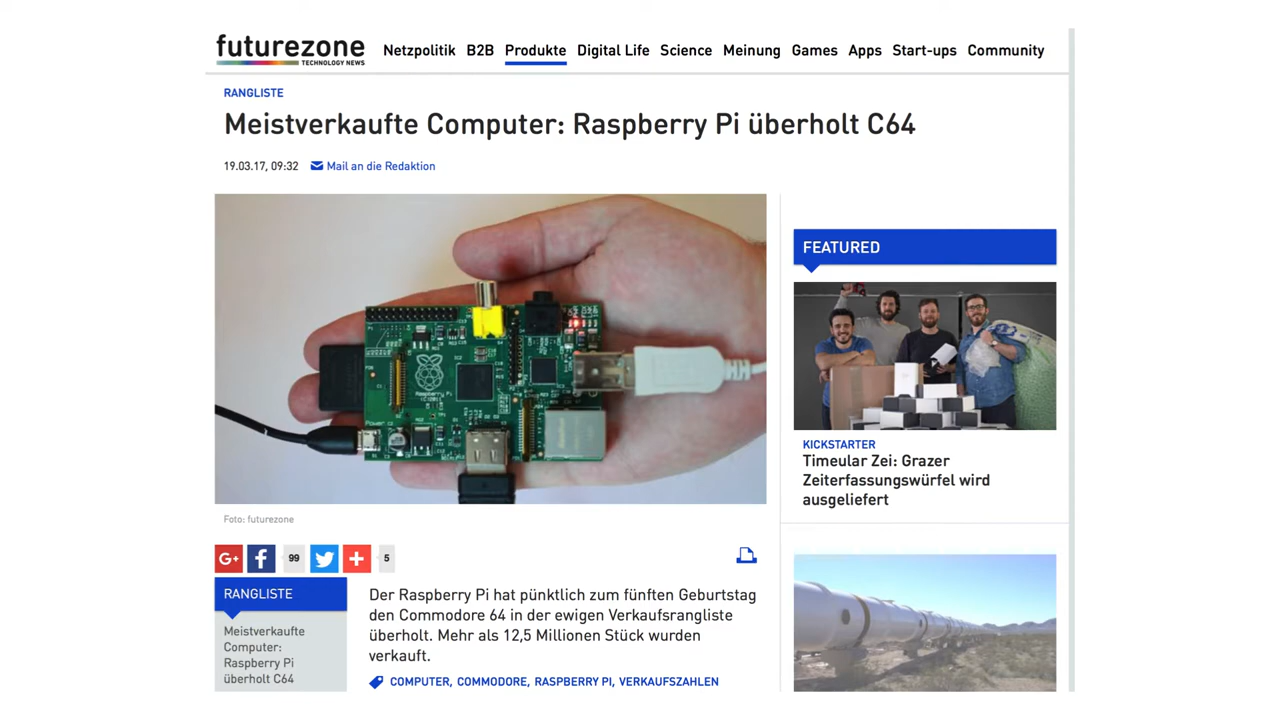 futurezone
TECHNOLOGY NEWS
Netzpolitik B2B Produkte Digital Life Science Meinung Games Apps Start-ups Community
RANGLISTE
Meistverkaufte Computer: Raspberry Pi überholt C64
19.03.17, 09:32 Mail an die Redaktion
Raspberry Pi
Power
FEATURED
KICKSTARTER
Timeular Zei: Grazer
Zeiterfassungswürfel wird
ausgeliefert
Foto: futurezone
G+ f 99 + 5
RANGLISTE
Meistverkaufte
Computer:
Raspberry Pi
überholt C64
Der Raspberry Pi hat pünktlich zum fünften Geburtstag
den Commodore 64 in der ewigen Verkaufsrangliste
überholt. Mehr als 12,5 Millionen Stück wurden
verkauft.
COMPUTER, COMMODORE, RASPBERRY PI, VERKAUFSZAHLEN